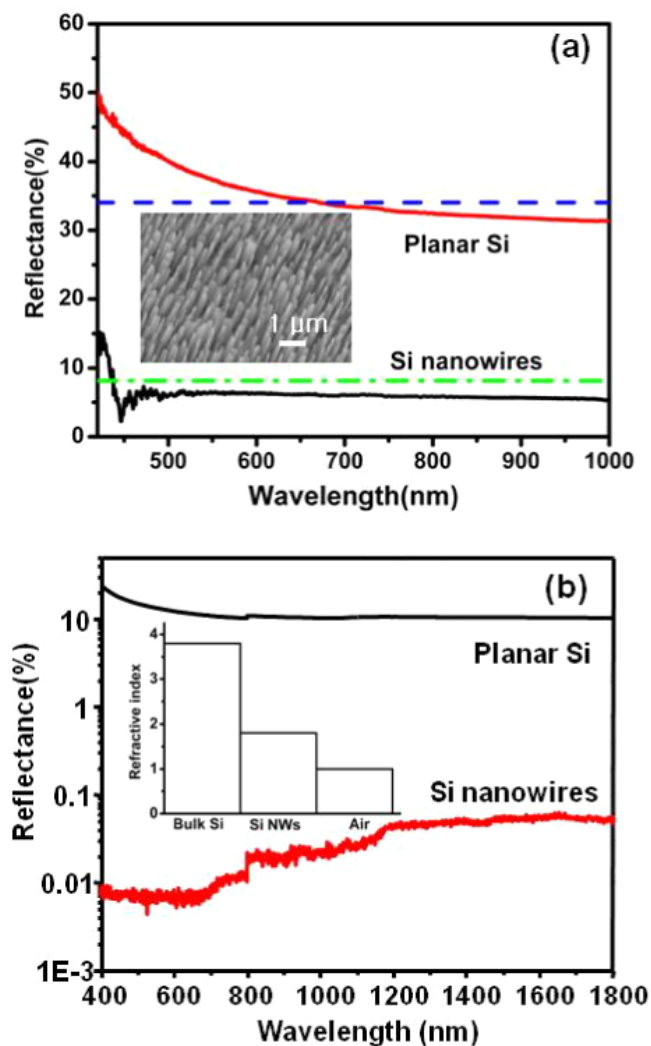 (a)
60
50
40
30
20
10
0
Reflectance(%)
Planar Si
1 µm
Si nanowires
500 600 700 800 900 1000
Wavelength(nm)
(b)
10
1
0.1
0.01
1E-3
Reflectance(%)
Planar Si
4
3
2
1
0
Refractive index
Bulk Si Si NWs Air
Si nanowires
400 600 800 1000 1200 1400 1600 1800
Wavelength (nm)